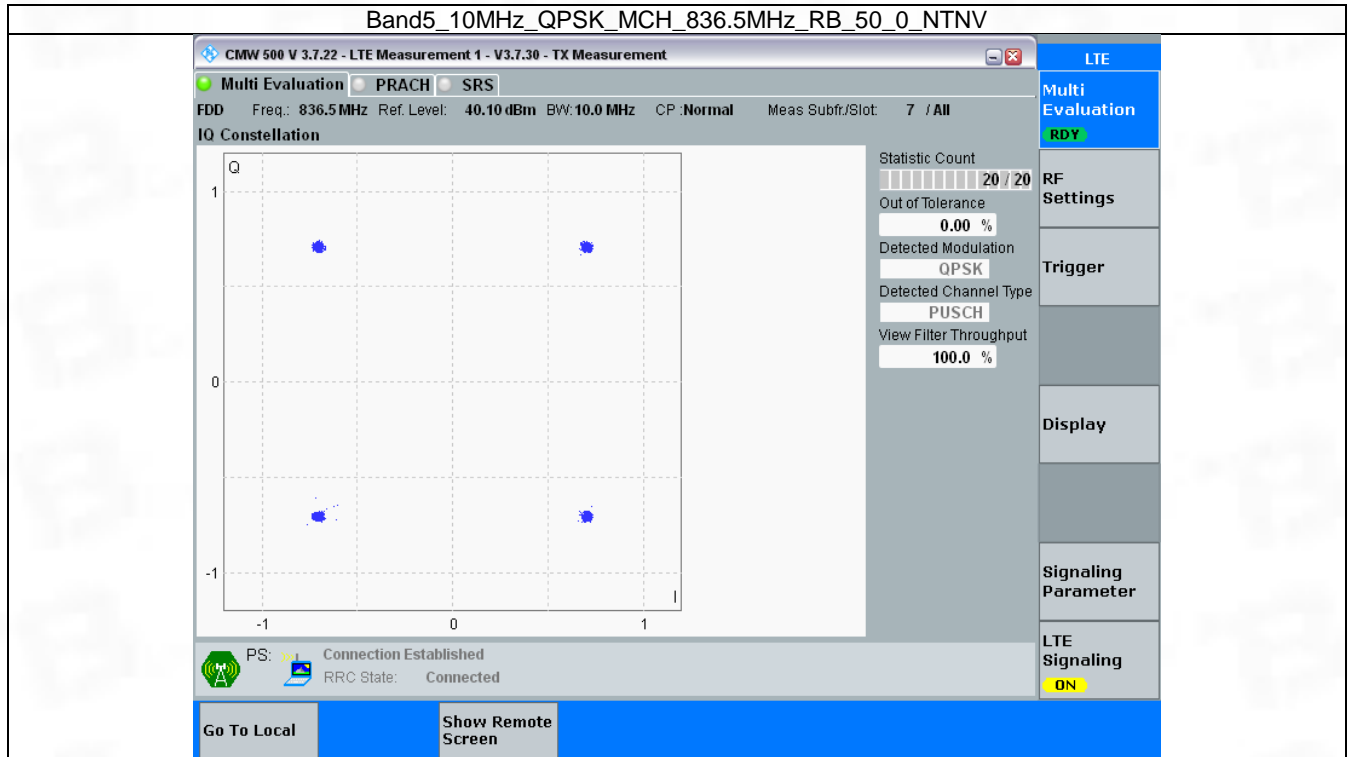 Band5_10MHz_QPSK_MCH_836.5MHz_RB_50_0_NTNV
CMW 500 V 3.7.22 - LTE Measurement 1 - V3.7.30 - TX Measurement
LTE
Multi Evaluation PRACH SRS
FDD Freq.: 836.5 MHz Ref. Level: 40.10 dBm BW: 10.0 MHz CP :Normal Meas Subfr./Slot: 7 / All
Multi
Evaluation
RDY
IQ Constellation
Q
1
0
-1
I
-1 0 1
Statistic Count
20 / 20
Out of Tolerance
0.00 %
Detected Modulation
QPSK
Detected Channel Type
PUSCH
View Filter Throughput
100.0 %
RF
Settings
Trigger
Display
Signaling
Parameter
LTE
Signaling
ON
PS: Connection Established
RRC State: Connected
Go To Local
Show Remote
Screen